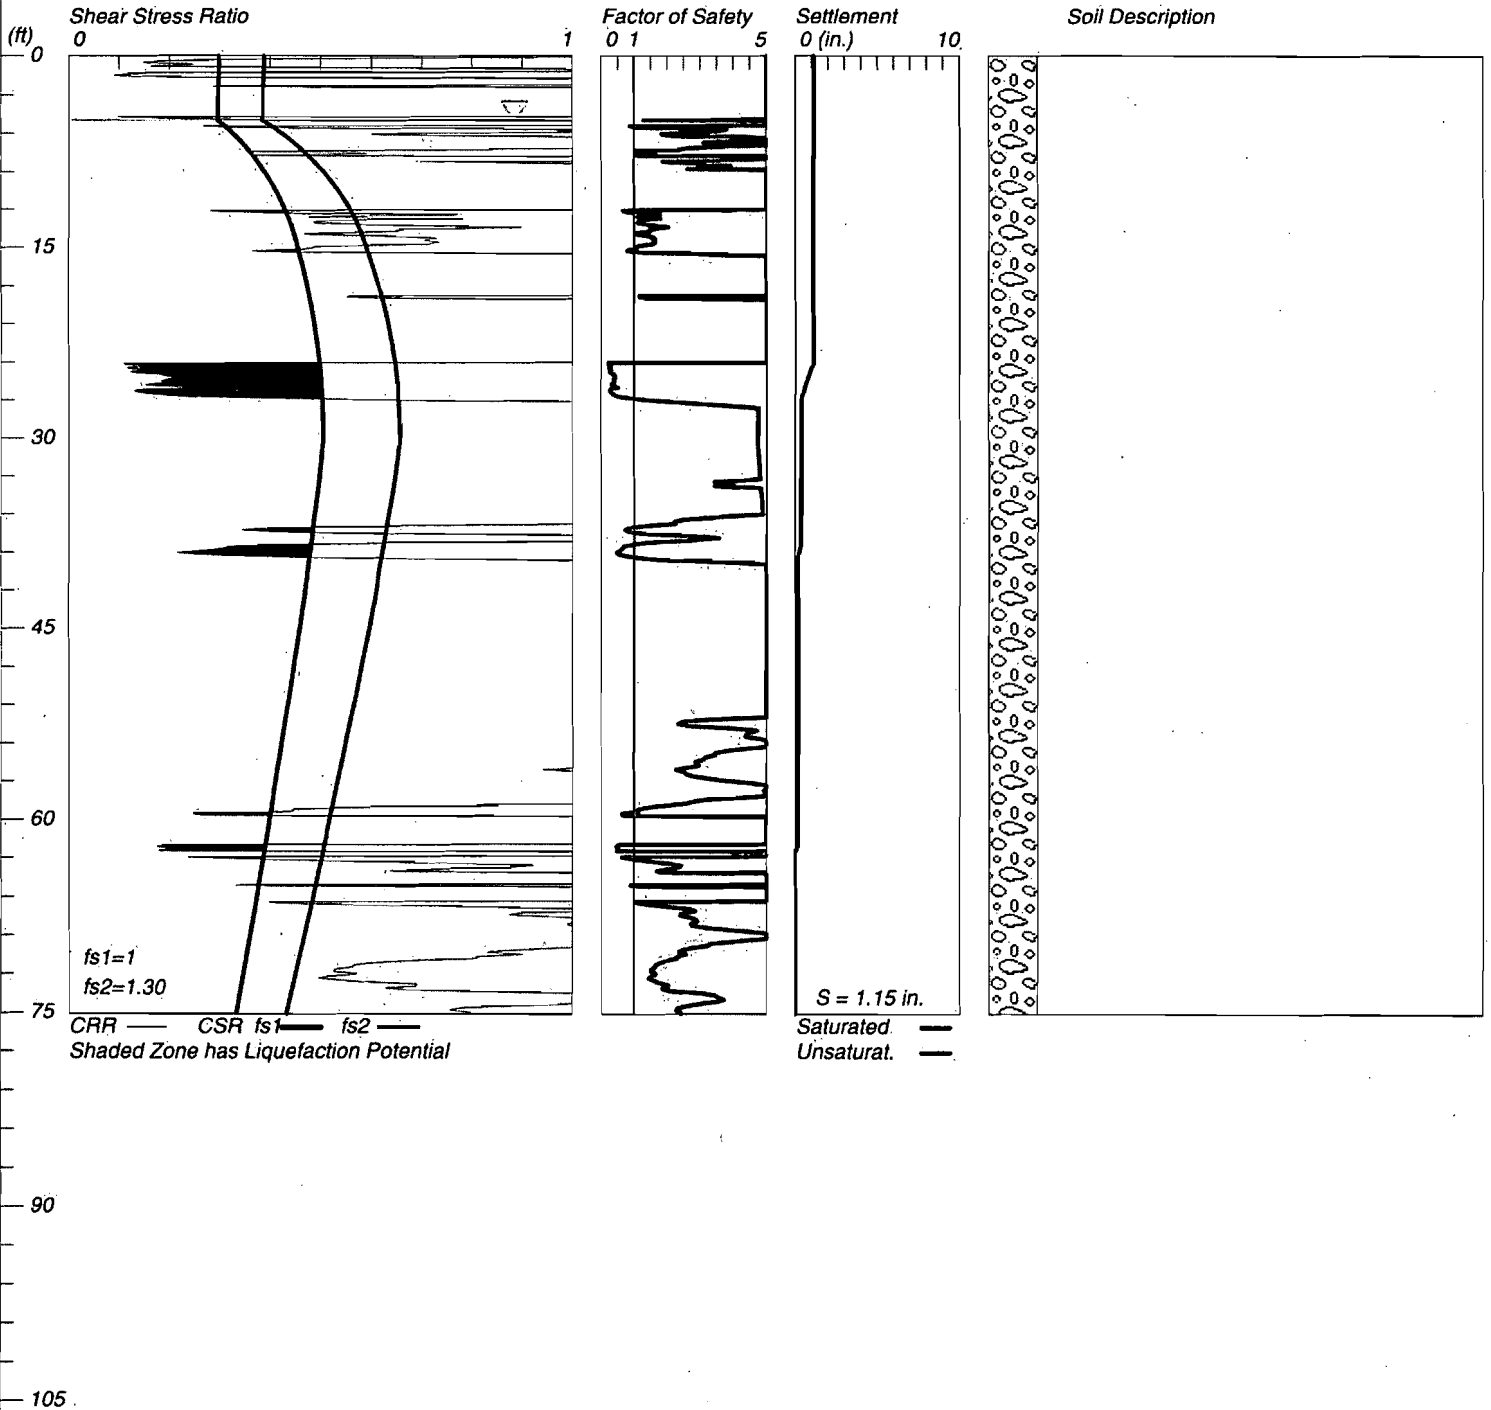 Shear Stress Ratio Factor of Safety Settlement Soil Description
(ft) 0 1 0 1 5 0 (in.) 10
0
15
30
45
60
fs1=1
fs2=1.30 S = 1.15 in.
75
CRR CSR fs1 fs2 Saturated
Shaded Zone has Liquefaction Potential Unsaturat.
90
105